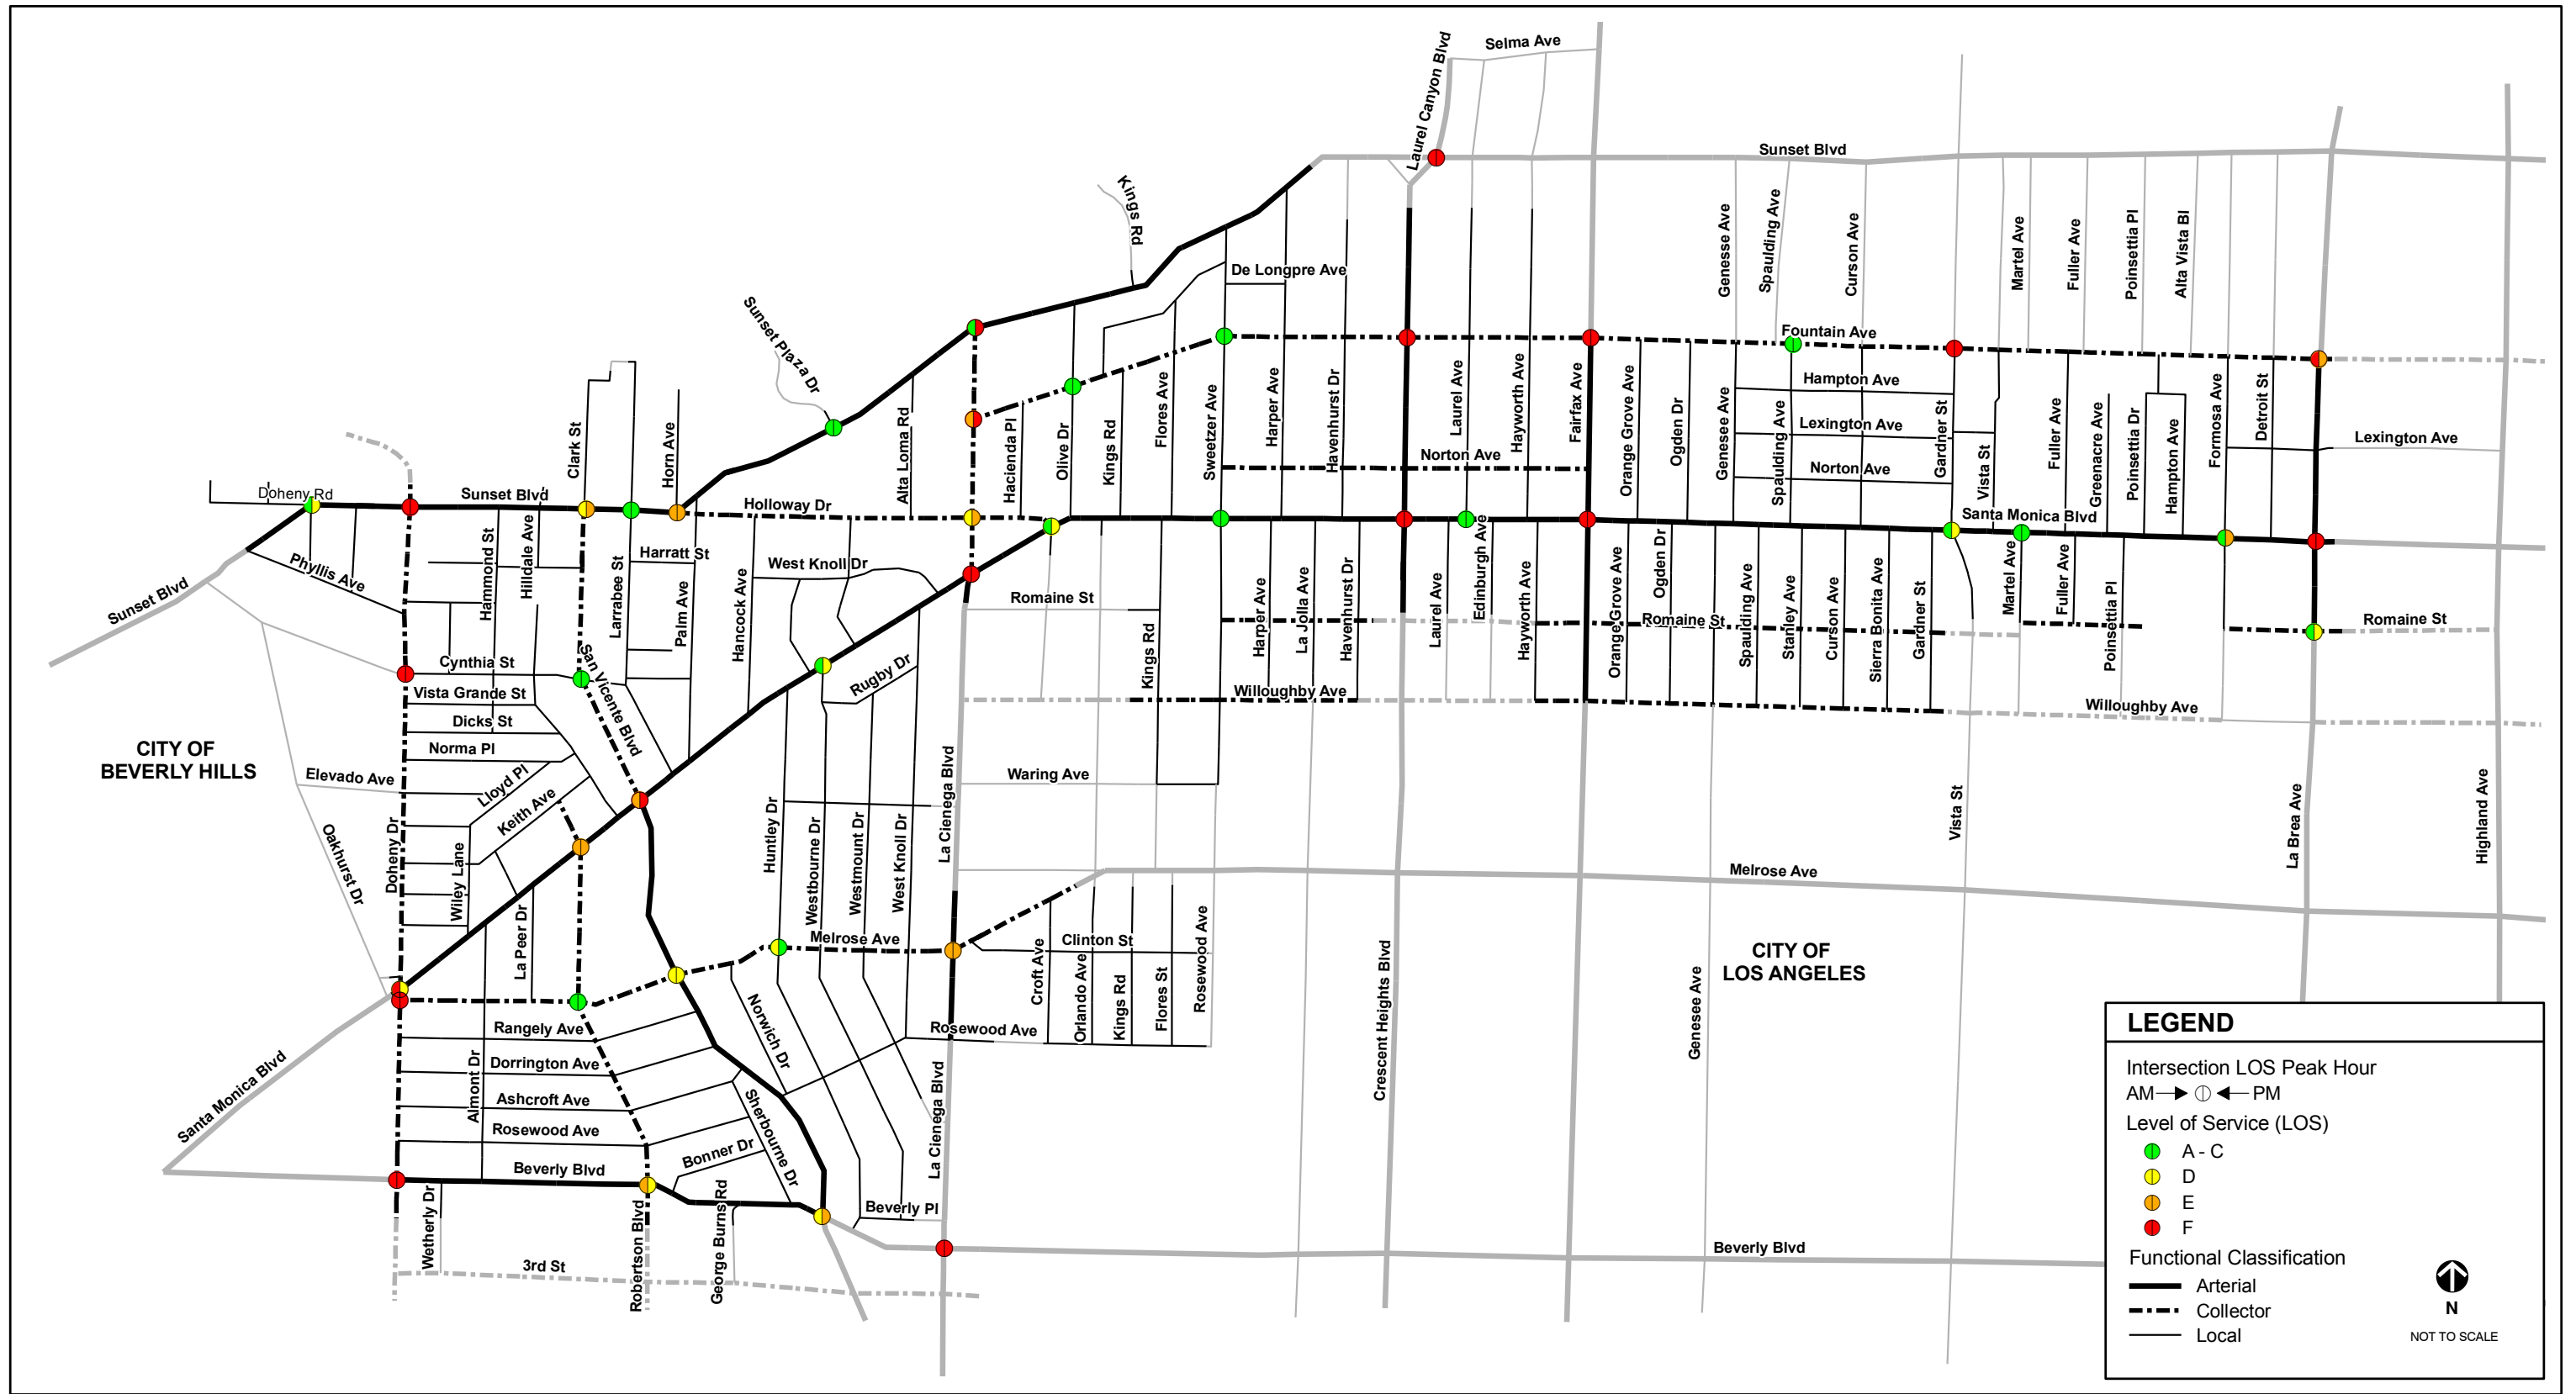 Selma Ave
Laurel Canyon Blvd
Sunset Blvd
Kings Rd
De Longpre Ave
Genesee Ave
Spaulding Ave
Curson Ave
Martel Ave
Fuller Ave
Poinsettia Pl
Alta Vista Bl
Sunset Plaza Dr
Fountain Ave
Clark St
Horn Ave
Alta Loma Rd
Hacienda Pl
Olive Dr
Kings Rd
Flores Ave
Sweetzer Ave
Harper Ave
Havenhurst Dr
Laurel Ave
Hayworth Ave
Fairfax Ave
Orange Grove Ave
Ogden Dr
Genesee Ave
Hampton Ave
Lexington Ave
Norton Ave
Norton Ave
Spaulding Ave
Gardner St
Vista St
Fuller Ave
Greenacre Ave
Poinsettia Dr
Hampton Ave
Formosa Ave
Detroit St
Lexington Ave
Doheny Rd
Sunset Blvd
Holloway Dr
Santa Monica Blvd
Phyllis Ave
Sunset Blvd
Hammond St
Hilldale Ave
Larrabee St
Harratt St
Palm Ave
Hancock Ave
West Knoll Dr
Romaine St
Kings Rd
Harper Ave
La Jolla Ave
Havenhurst Dr
Laurel Ave
Edinburgh Ave
Hayworth Ave
Orange Grove Ave
Ogden Dr
Romaine St
Spaulding Ave
Stanley Ave
Curson Ave
Sierra Bonita Ave
Gardner St
Martel Ave
Fuller Ave
Poinsettia Pl
Romaine St
Cynthia St
San Vicente Blvd
Rugby Dr
Vista Grande St
Willoughby Ave
Willoughby Ave
Dicks St
Norma Pl
CITY OF
BEVERLY HILLS
Elevado Ave
Lloyd Pl
Keith Ave
Waring Ave
La Cienega Blvd
Oakhurst Dr
Doheny Dr
Wiley Lane
La Peer Dr
Huntley Dr
Westbourne Dr
Westmount Dr
West Knoll Dr
Vista St
La Brea Ave
Highland Ave
Melrose Ave
Melrose Ave
Clinton St
Croft Ave
Orlando Ave
Kings Rd
Flores St
Rosewood Ave
Crescent Heights Blvd
Genesee Ave
CITY OF
LOS ANGELES
Rangely Ave
Norwich Dr
Rosewood Ave
Dorrington Ave
Almont Dr
Ashcroft Ave
Sherbourne Dr
La Cienega Blvd
Santa Monica Blvd
Rosewood Ave
Bonner Dr
Beverly Blvd
Wetherly Dr
Robertson Blvd
George Burns Rd
Beverly Pl
Beverly Blvd
3rd St
LEGEND
Intersection LOS Peak Hour
AM PM
Level of Service (LOS)
A - C
D
E
F
Functional Classification
Arterial
Collector
Local
N
NOT TO SCALE